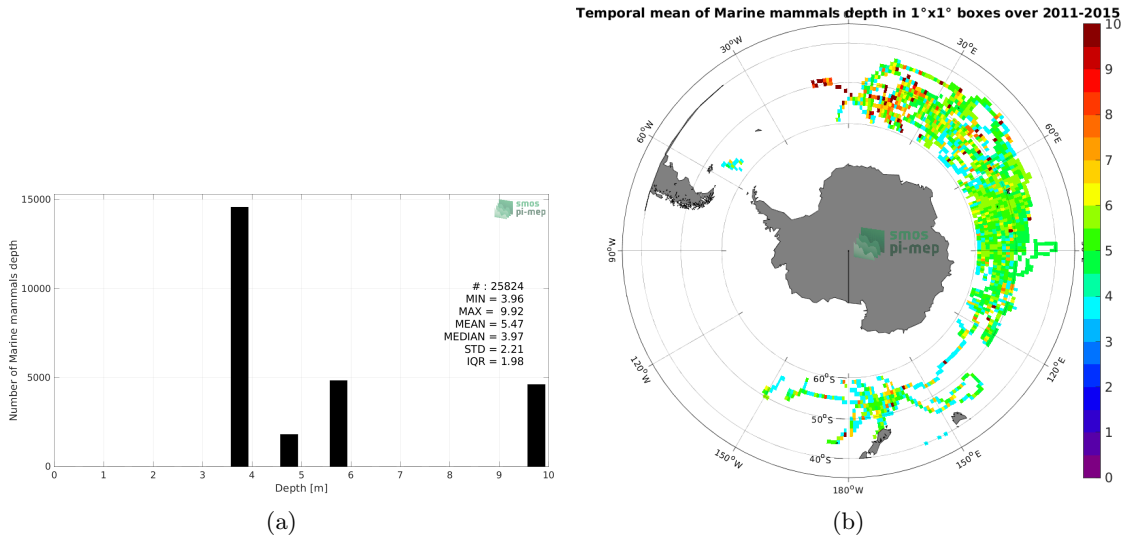 15000
10000
5000
0
0 1 2 3 4 5 6 7 8 9 10
Number of Marine mammals depth
Depth [m]
smos
pi-mep
# : 25824
MIN = 3.96
MAX = 9.92
MEAN = 5.47
MEDIAN = 3.97
STD = 2.21
IQR = 1.98
(a)
Temporal mean of Marine mammals depth in 1°x1° boxes over 2011-2015
30°W
30°E
60°W
60°E
90°W
120°W
120°E
150°W
150°E
180°W
60°S
50°S
40°S
smos
pi-mep
10
9
8
7
6
5
4
3
2
1
0
(b)